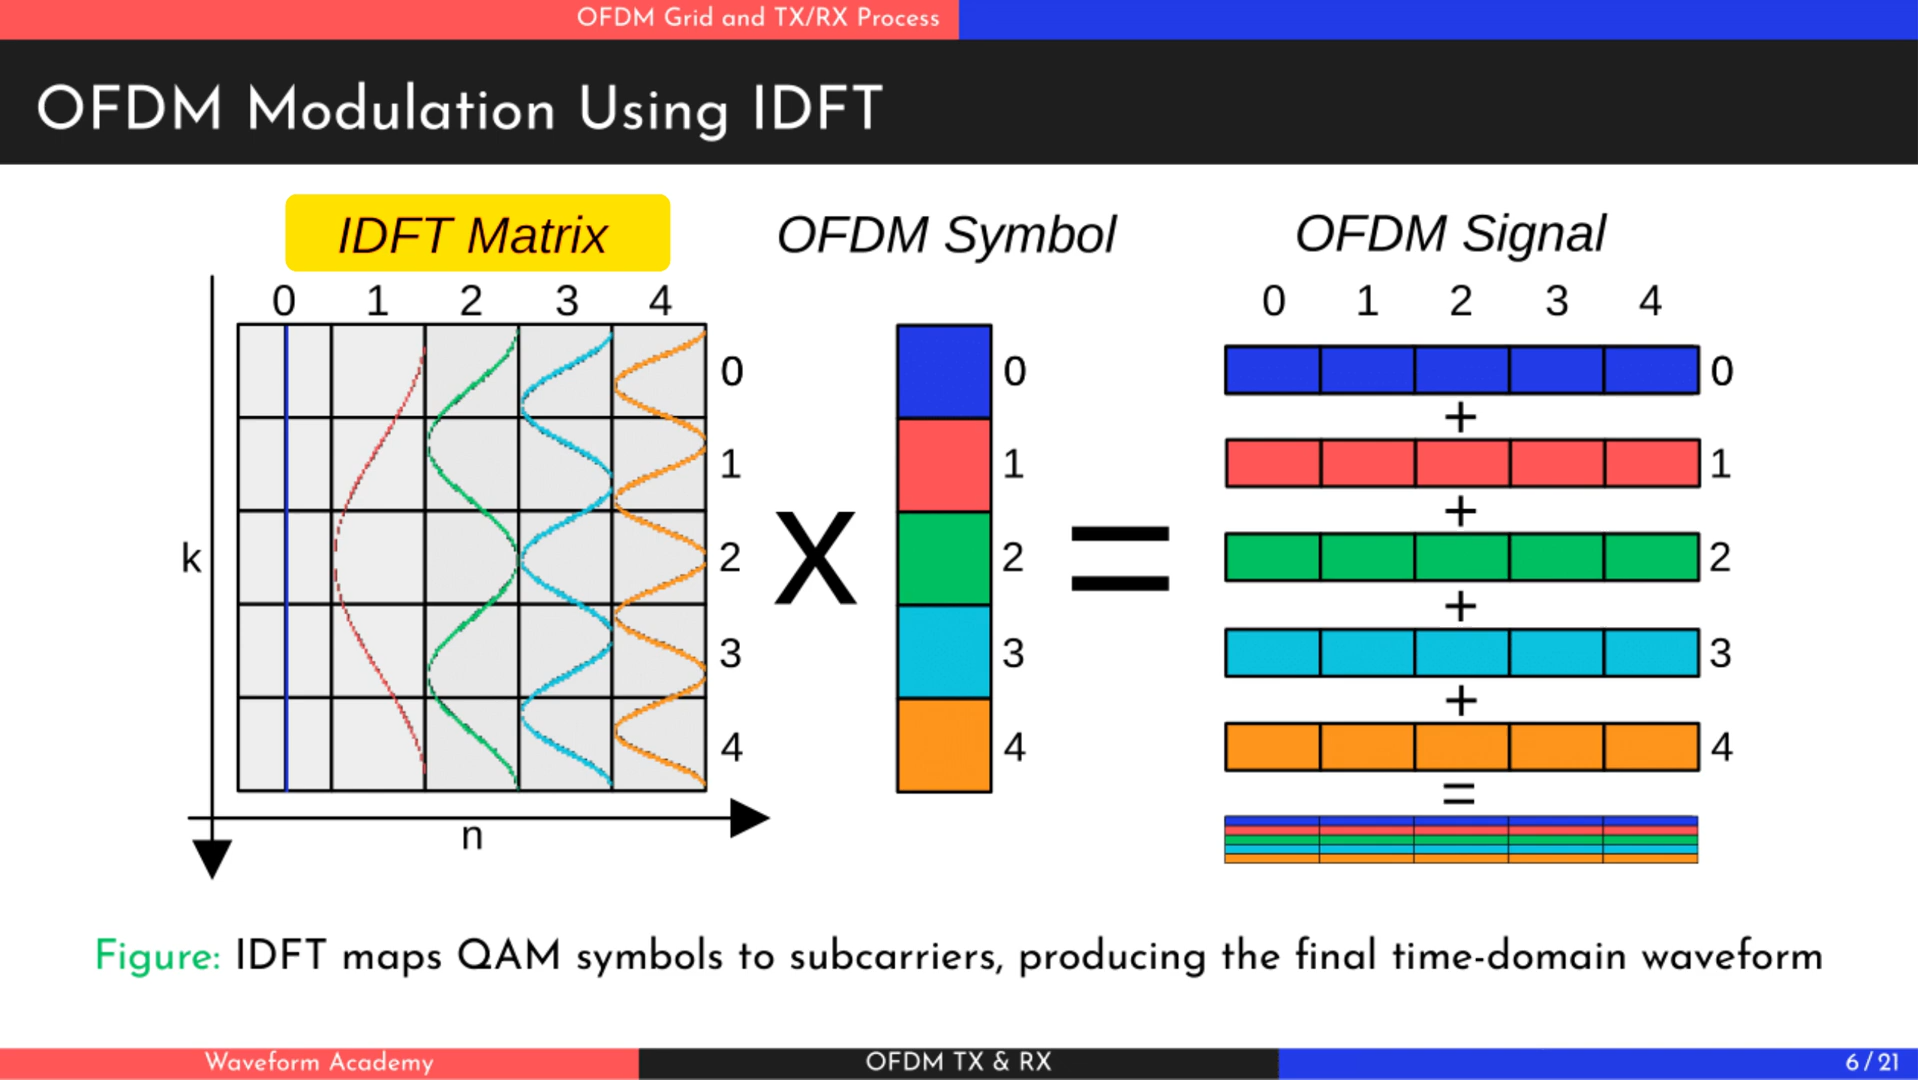 OFDM Grid and TX/RX Process
OFDM Modulation Using IDFT
IDFT Matrix
OFDM Symbol
OFDM Signal
0 1 2 3 4
0
1
2
3
4
k
n
X
0
1
2
3
4
=
0 1 2 3 4
0
+
1
+
2
+
3
+
4
=
Figure: IDFT maps QAM symbols to subcarriers, producing the final time-domain waveform
Waveform Academy
OFDM TX & RX
6 / 21